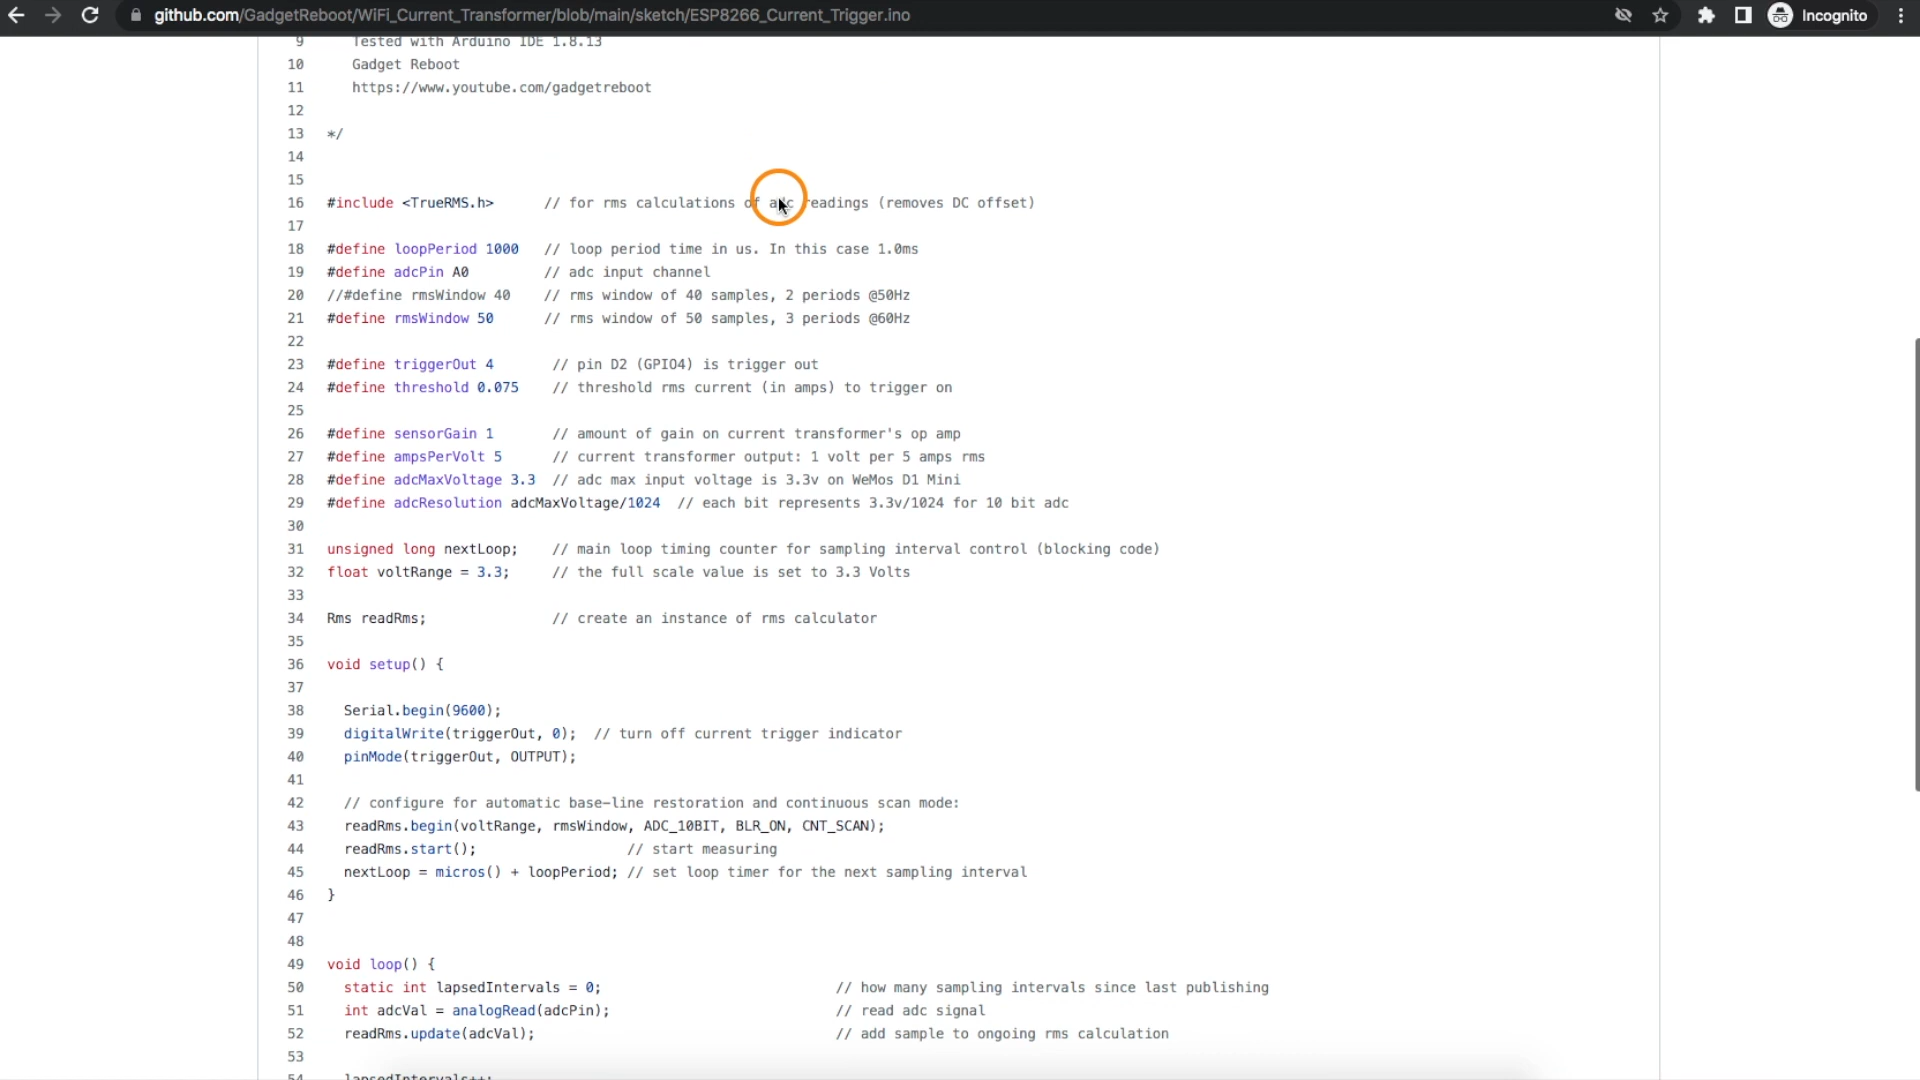 github.com/GadgetReboot/WiFi_Current_Transformer/blob/main/sketch/ESP8266_Current_Trigger.ino
Incognito
9 Tested with Arduino IDE 1.8.13
10 Gadget Reboot
11 https://www.youtube.com/gadgetreboot
12
13 */
14
15
16 #include <TrueRMS.h> // for rms calculations of adc readings (removes DC offset)
17
18 #define loopPeriod 1000 // loop period time in us. In this case 1.0ms
19 #define adcPin A0 // adc input channel
20 //#define rmsWindow 40 // rms window of 40 samples, 2 periods @50Hz
21 #define rmsWindow 50 // rms window of 50 samples, 3 periods @60Hz
22
23 #define triggerOut 4 // pin D2 (GPIO4) is trigger out
24 #define threshold 0.075 // threshold rms current (in amps) to trigger on
25
26 #define sensorGain 1 // amount of gain on current transformer's op amp
27 #define ampsPerVolt 5 // current transformer output: 1 volt per 5 amps rms
28 #define adcMaxVoltage 3.3 // adc max input voltage is 3.3v on WeMos D1 Mini
29 #define adcResolution adcMaxVoltage/1024 // each bit represents 3.3v/1024 for 10 bit adc
30
31 unsigned long nextLoop; // main loop timing counter for sampling interval control (blocking code)
32 float voltRange = 3.3; // the full scale value is set to 3.3 Volts
33
34 Rms readRms; // create an instance of rms calculator
35
36 void setup() {
37
38 Serial.begin(9600);
39 digitalWrite(triggerOut, 0); // turn off current trigger indicator
40 pinMode(triggerOut, OUTPUT);
41
42 // configure for automatic base-line restoration and continuous scan mode:
43 readRms.begin(voltRange, rmsWindow, ADC_10BIT, BLR_ON, CNT_SCAN);
44 readRms.start(); // start measuring
45 nextLoop = micros() + loopPeriod; // set loop timer for the next sampling interval
46 }
47
48
49 void loop() {
50 static int lapsedIntervals = 0; // how many sampling intervals since last publishing
51 int adcVal = analogRead(adcPin); // read adc signal
52 readRms.update(adcVal); // add sample to ongoing rms calculation
53
54 lapsedIntervals++;